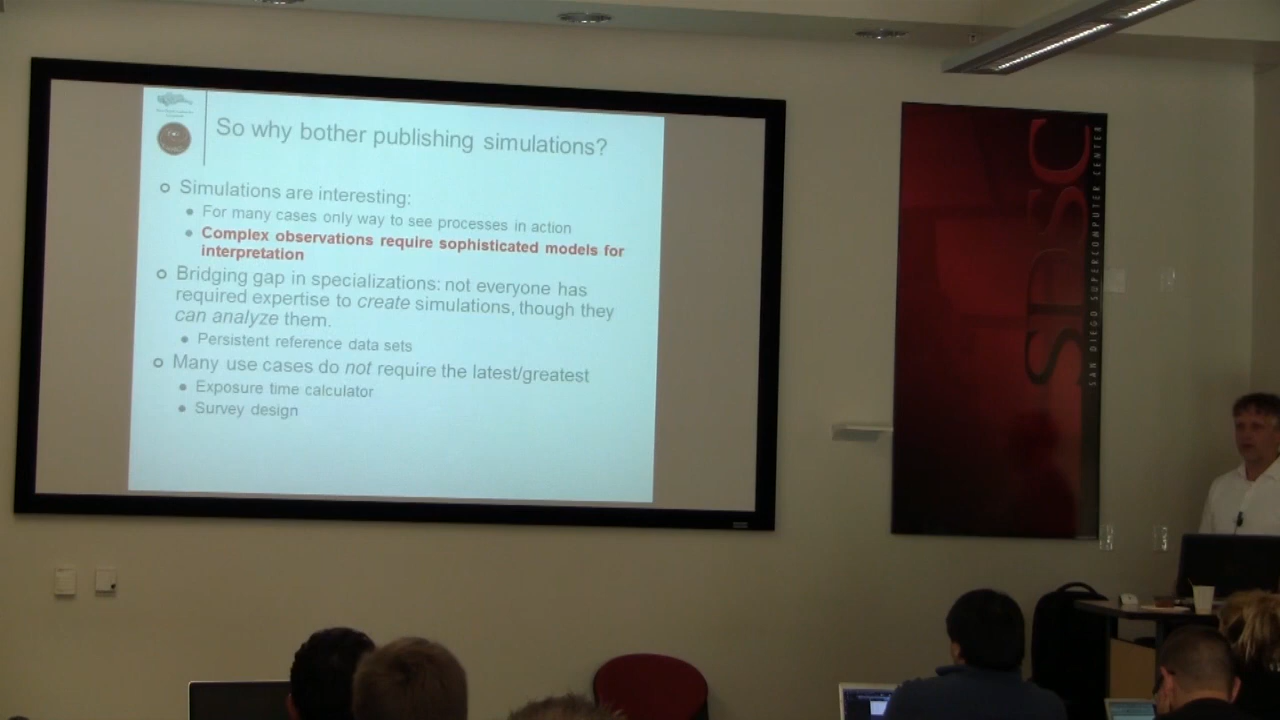 So why bother publishing simulations?
Simulations are interesting:
For many cases only way to see processes in action
Complex observations require sophisticated models for
interpretation
Bridging gap in specializations: not everyone has
required expertise to create simulations, though they
can analyze them.
Persistent reference data sets
Many use cases do not require the latest/greatest
Exposure time calculator
Survey design
SDSC
SAN DIEGO SUPERCOMPUTER CENTER